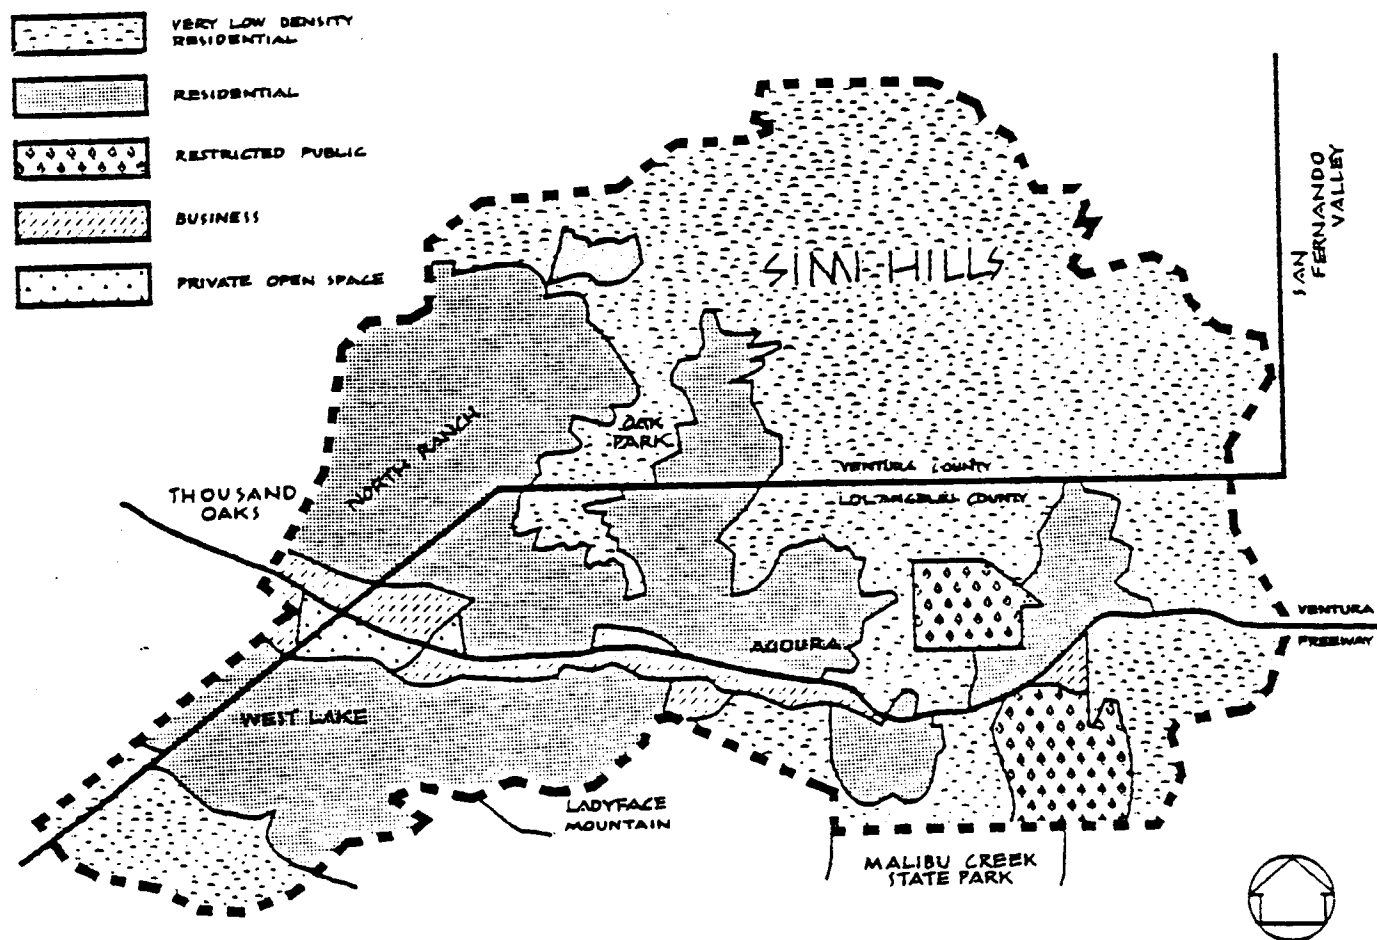 VERY LOW DENSITY
RESIDENTIAL
RESIDENTIAL
RESTRICTED PUBLIC
BUSINESS
PRIVATE OPEN SPACE
SIMI HILLS
SAN
FERNANDO
VALLEY
OAK
PARK
NORTH RANCH
VENTURA COUNTY
LOS ANGELES COUNTY
THOUSAND
OAKS
VENTURA
FREEWAY
AGOURA
WEST LAKE
LADYFACE
MOUNTAIN
MALIBU CREEK
STATE PARK